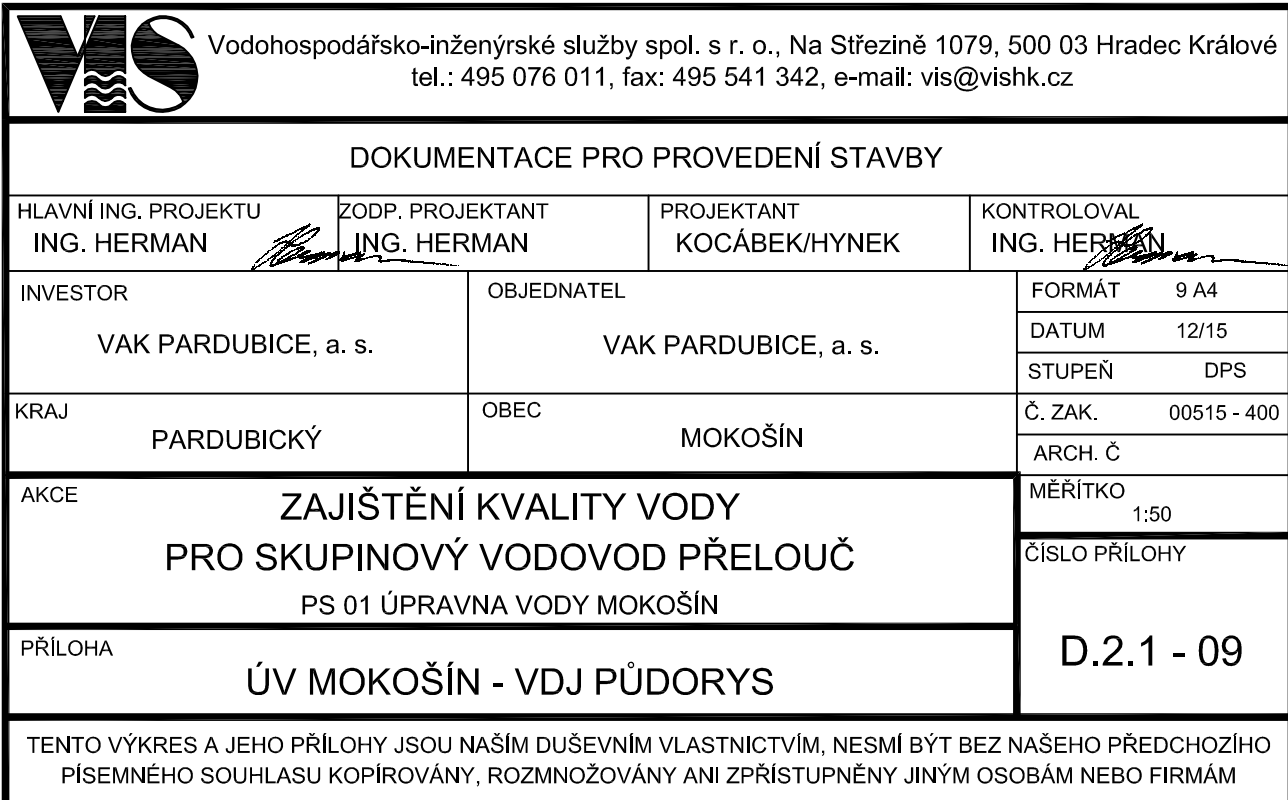 VIS
Vodohospodářsko-inženýrské služby spol. s r. o., Na Střezině 1079, 500 03 Hradec Králové
tel.: 495 076 011, fax: 495 541 342, e-mail: vis@vishk.cz
DOKUMENTACE PRO PROVEDENÍ STAVBY
HLAVNÍ ING. PROJEKTU
ING. HERMAN
ZODP. PROJEKTANT
ING. HERMAN
PROJEKTANT
KOCÁBEK/HYNEK
KONTROLOVAL
ING. HERMAN
INVESTOR
VAK PARDUBICE, a. s.
OBJEDNATEL
VAK PARDUBICE, a. s.
FORMÁT 9 A4
DATUM 12/15
STUPEŇ DPS
KRAJ
PARDUBICKÝ
OBEC
MOKOŠÍN
Č. ZAK. 00515 - 400
ARCH. Č
AKCE
ZAJIŠTĚNÍ KVALITY VODY
PRO SKUPINOVÝ VODOVOD PŘELOUČ
PS 01 ÚPRAVNA VODY MOKOŠÍN
MĚŘÍTKO
1:50
ČÍSLO PŘÍLOHY
D.2.1 - 09
PŘÍLOHA
ÚV MOKOŠÍN - VDJ PŮDORYS
TENTO VÝKRES A JEHO PŘÍLOHY JSOU NAŠÍM DUŠEVNÍM VLASTNICTVÍM, NESMÍ BÝT BEZ NAŠEHO PŘEDCHOZÍHO
PÍSEMNÉHO SOUHLASU KOPÍROVÁNY, ROZMNOŽOVÁNY ANI ZPŘÍSTUPNĚNY JINÝM OSOBÁM NEBO FIRMÁM